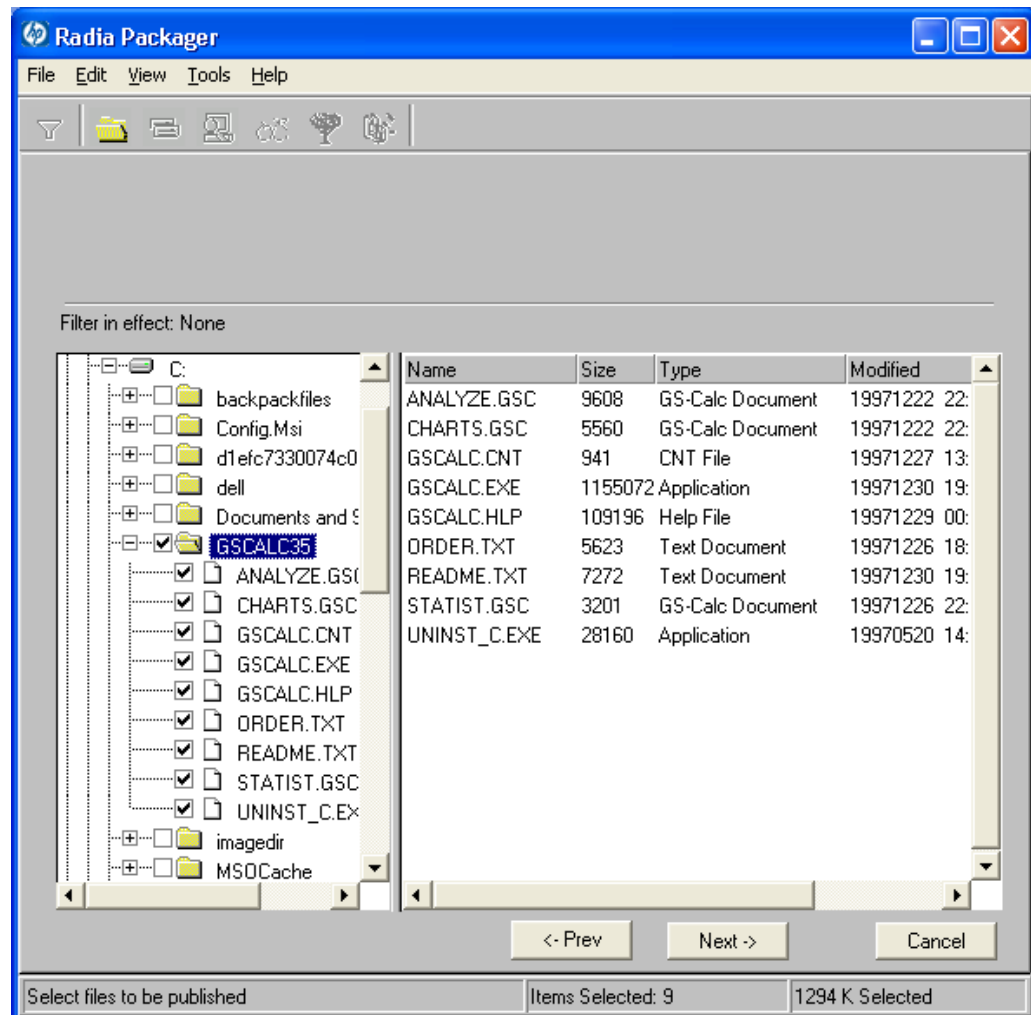 hp Radia Packager
File Edit View Tools Help
Filter in effect: None
C:
backpackfiles
Config.Msi
d1efc7330074c0
dell
Documents and S
GSCALC35
ANALYZE.GSC
CHARTS.GSC
GSCALC.CNT
GSCALC.EXE
GSCALC.HLP
ORDER.TXT
README.TXT
STATIST.GSC
UNINST_C.EX
imagedir
MSOCache
Name Size Type Modified
ANALYZE.GSC 9608 GS-Calc Document 19971222 22:
CHARTS.GSC 5560 GS-Calc Document 19971222 22:
GSCALC.CNT 941 CNT File 19971227 13:
GSCALC.EXE 1155072 Application 19971230 19:
GSCALC.HLP 109196 Help File 19971229 00:
ORDER.TXT 5623 Text Document 19971226 18:
README.TXT 7272 Text Document 19971230 19:
STATIST.GSC 3201 GS-Calc Document 19971226 22:
UNINST_C.EXE 28160 Application 19970520 14:
<- Prev Next -> Cancel
Select files to be published Items Selected: 9 1294 K Selected